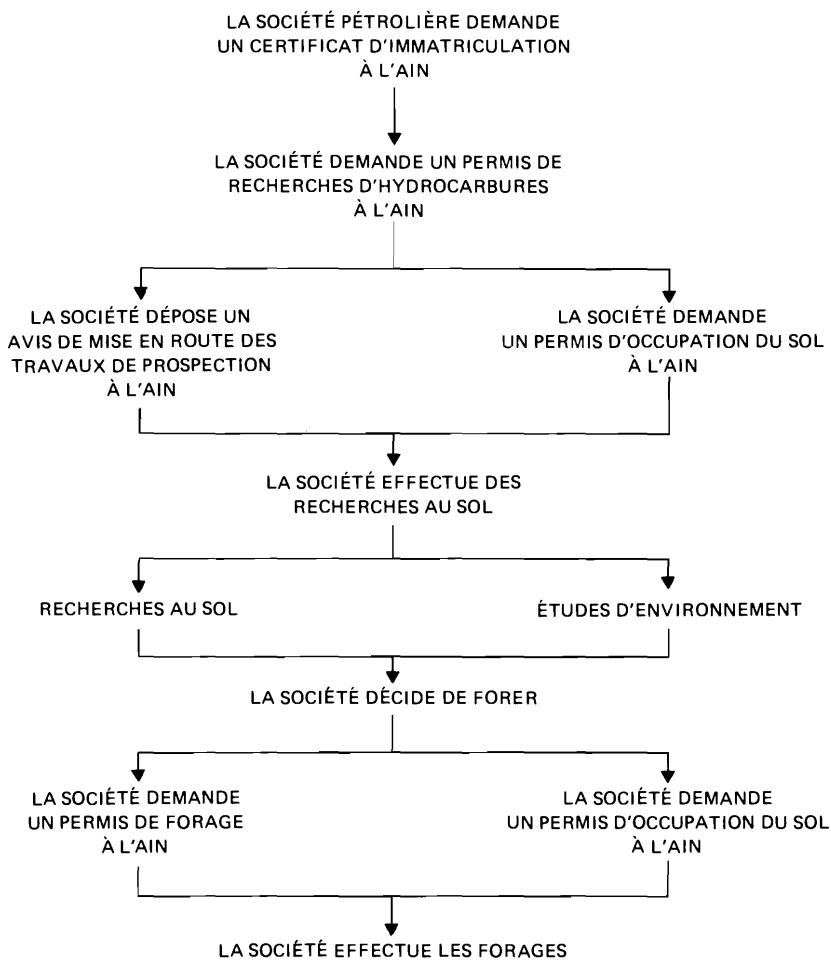 LA SOCIÉTÉ PÉTROLIÈRE DEMANDE
UN CERTIFICAT D'IMMATRICULATION
À L'AIN
LA SOCIÉTÉ DEMANDE UN PERMIS DE
RECHERCHES D'HYDROCARBURES
À L'AIN
LA SOCIÉTÉ DÉPOSE UN
AVIS DE MISE EN ROUTE DES
TRAVAUX DE PROSPECTION
À L'AIN
LA SOCIÉTÉ DEMANDE
UN PERMIS D'OCCUPATION DU SOL
À L'AIN
LA SOCIÉTÉ EFFECTUE DES
RECHERCHES AU SOL
RECHERCHES AU SOL
ÉTUDES D'ENVIRONNEMENT
LA SOCIÉTÉ DÉCIDE DE FORER
LA SOCIÉTÉ DEMANDE
UN PERMIS DE FORAGE
À L'AIN
LA SOCIÉTÉ DEMANDE
UN PERMIS D'OCCUPATION DU SOL
À L'AIN
LA SOCIÉTÉ EFFECTUE LES FORAGES